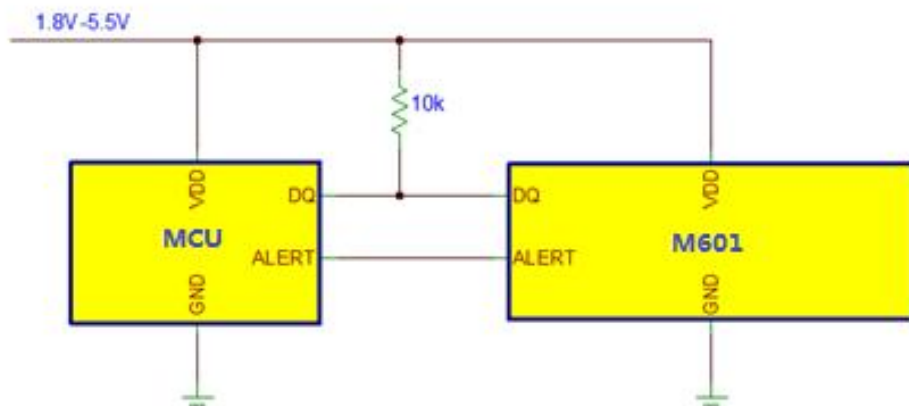 1.8V-5.5V
10k
VDD
DQ
MCU
ALERT
GND
VDD
DQ
M601
ALERT
GND